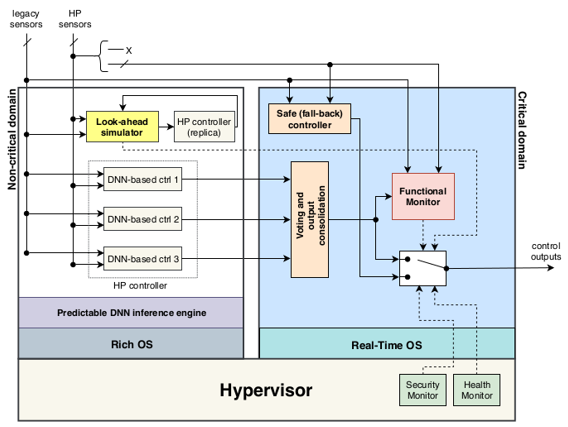 legacy
sensors
HP
sensors
X
Non-critical domain
Critical domain
Look-ahead
simulator
HP controller
(replica)
Safe (fall-back)
controller
DNN-based ctrl 1
DNN-based ctrl 2
DNN-based ctrl 3
HP controller
Voting and
output
consolidation
Functional
Monitor
control
outputs
Predictable DNN inference engine
Rich OS
Real-Time OS
Hypervisor
Security
Monitor
Health
Monitor